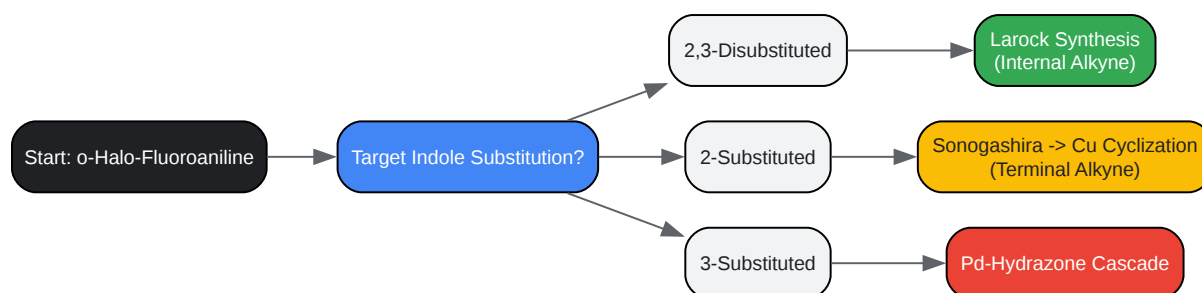 2,3-Disubstituted
Larock Synthesis
(Internal Alkyne)
Start: o-Halo-Fluoroaniline
Target Indole Substitution?
2-Substituted
Sonogashira -> Cu Cyclization
(Terminal Alkyne)
3-Substituted
Pd-Hydrazone Cascade